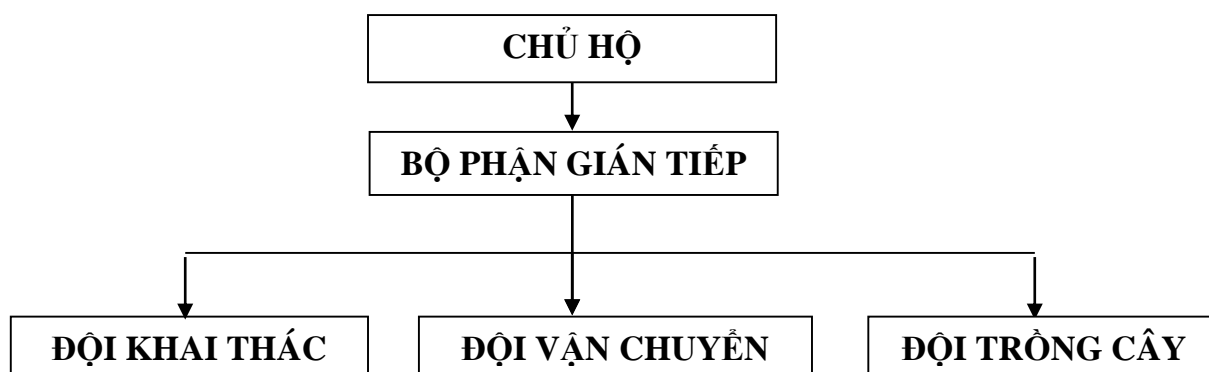 CHỦ HỘ
BỘ PHẬN GIÁN TIẾP
ĐỘI KHAI THÁC
ĐỘI VẬN CHUYỂN
ĐỘI TRỒNG CÂY